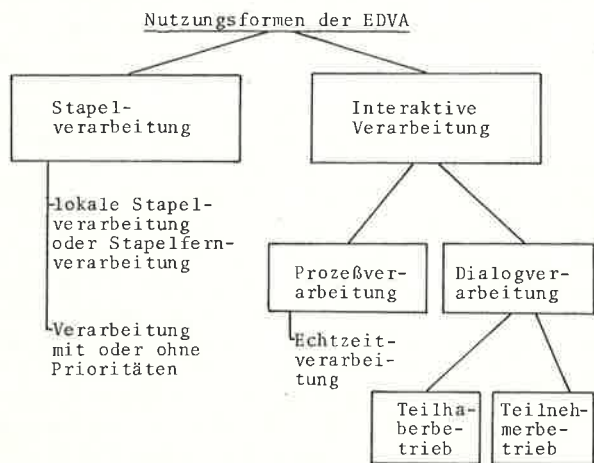 Nutzungsformen der EDVA
Stapel-
verarbeitung
Interaktive
Verarbeitung
lokale Stapel-
verarbeitung
oder Stapelfern-
verarbeitung
Verarbeitung
mit oder ohne
Prioritäten
Prozeßver-
arbeitung
Dialogver-
arbeitung
Echtzeit-
verarbei-
tung
Teilha-
berbe-
trieb
Teilneh-
merbe-
trieb